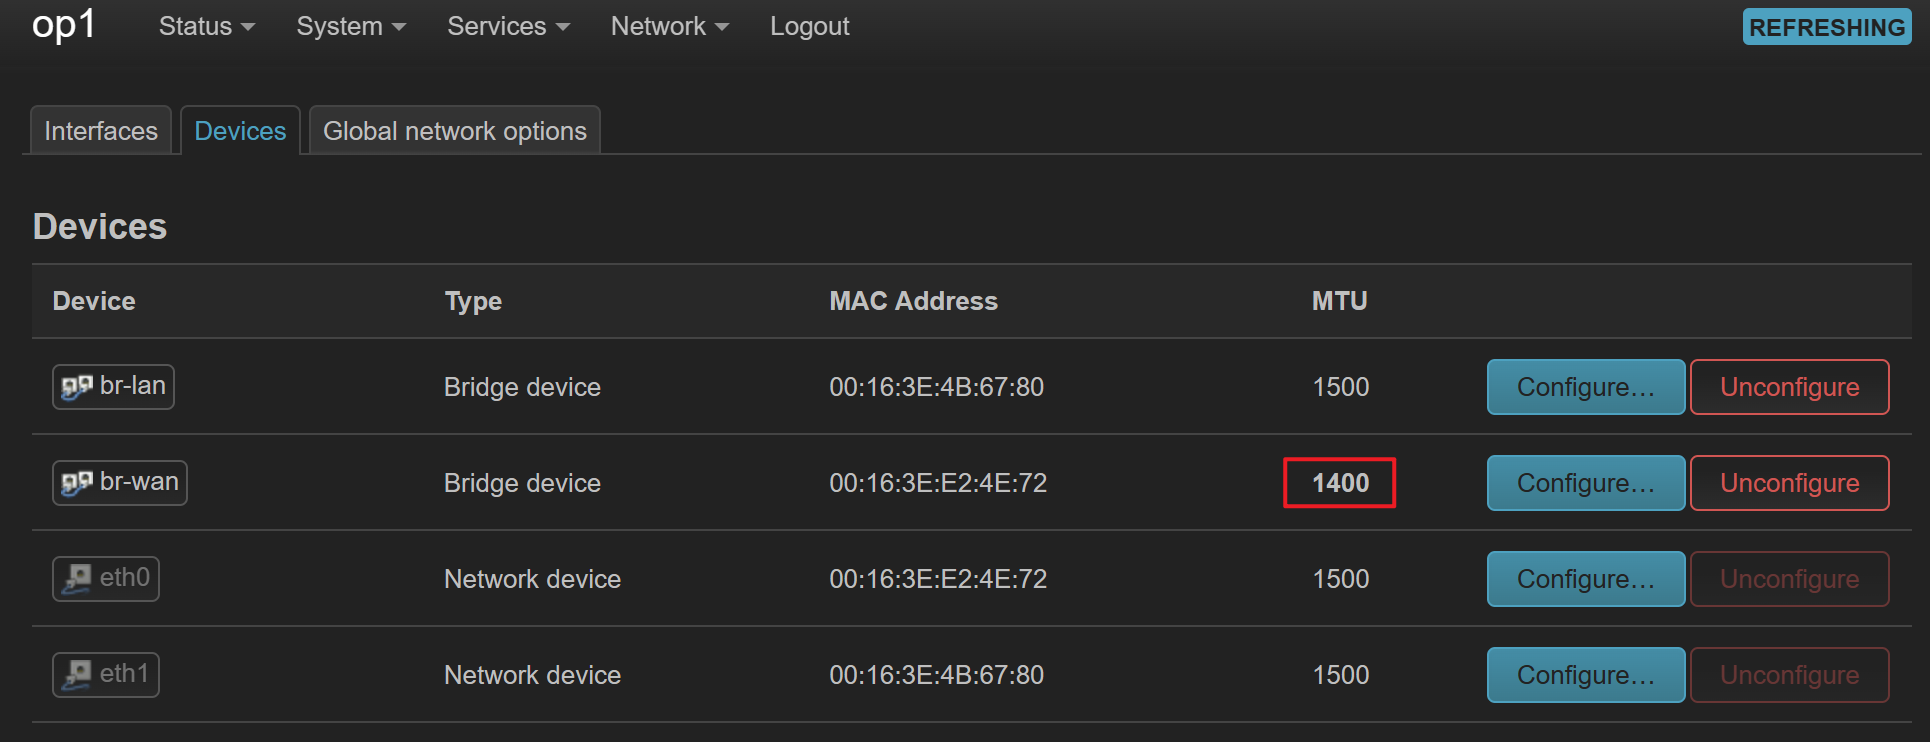 op1 Status System Services Network Logout REFRESHING
Interfaces Devices Global network options
Devices
Device Type MAC Address MTU
br-lan Bridge device 00:16:3E:4B:67:80 1500 Configure… Unconfigure
br-wan Bridge device 00:16:3E:E2:4E:72 1400 Configure… Unconfigure
eth0 Network device 00:16:3E:E2:4E:72 1500 Configure… Unconfigure
eth1 Network device 00:16:3E:4B:67:80 1500 Configure… Unconfigure